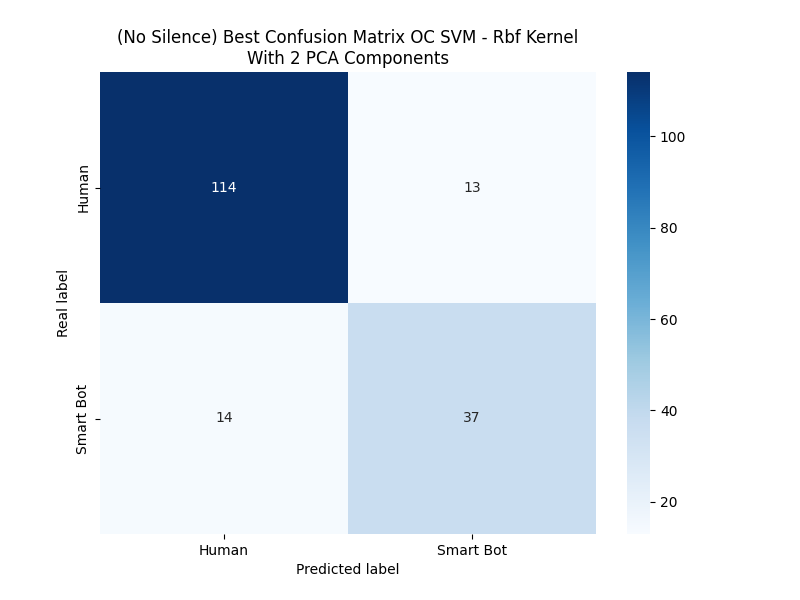 (No Silence) Best Confusion Matrix OC SVM - Rbf Kernel
With 2 PCA Components
Human
114
13
Real label
Smart Bot
14
37
Human
Smart Bot
Predicted label
100
80
60
40
20